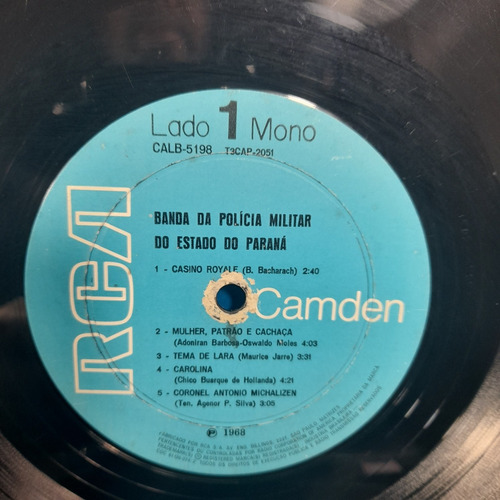 Lado 1 Mono
CALB-5198 T3CAP-2051
BANDA DA POLÍCIA MILITAR
DO ESTADO DO PARANÁ
1 - CASINO ROYALE (B. Bacharach) 2:40
RCA
Camden
2 - MULHER, PATRÃO E CACHAÇA
(Adoniran Barbosa-Oswaldo Moles 4:03
3 - TEMA DE LARA (Maurice Jarre) 3:31
4 - CAROLINA
(Chico Buarque de Hollanda) 4:21
5 - CORONEL ANTONIO MICHALIZEN
(Ten. Agenor P. Silva) 3:05
P 1968